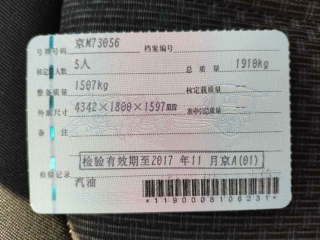 号牌号码 京N73056 档案编号
核定载人数 5人 总质量 1910kg
整备质量 1507kg 核定载质量
外廓尺寸 4342×1800×1597mm 准牵引总质量
备注
检验有效期至2017年11月京A(01)
检验记录
汽油
*1190008106231*